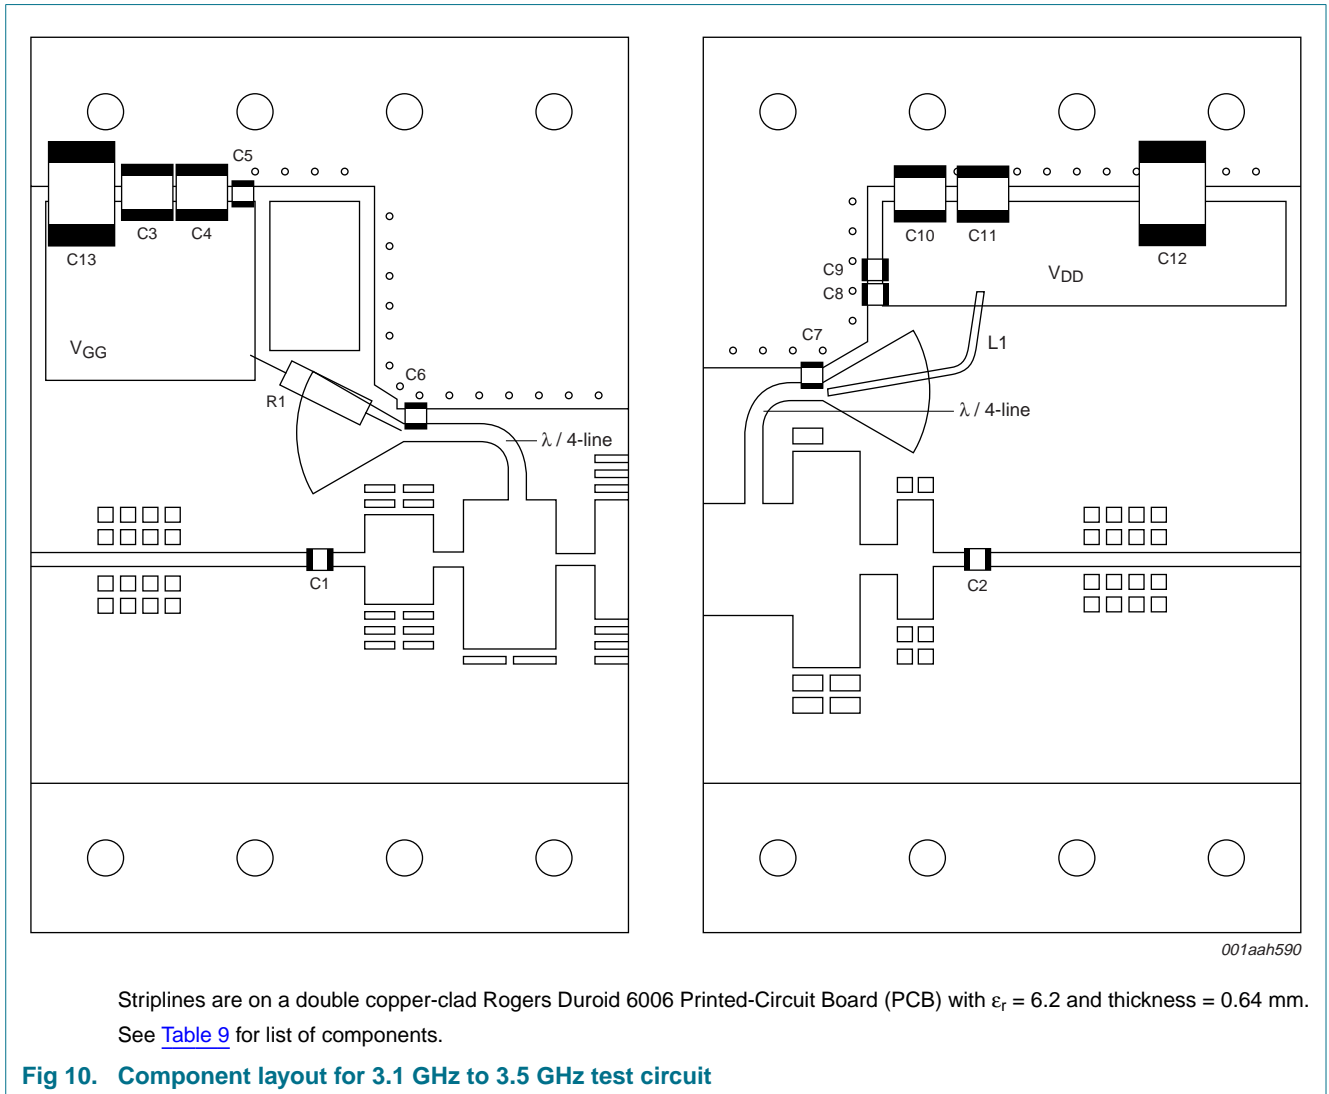 C5
C3
C4
C13
VGG
R1
C6
λ / 4-line
C1
C10
C11
C12
C9
C8
VDD
C7
L1
λ / 4-line
C2
001aah590
Striplines are on a double copper-clad Rogers Duroid 6006 Printed-Circuit Board (PCB) with εr = 6.2 and thickness = 0.64 mm.
See Table 9 for list of components.
Fig 10. Component layout for 3.1 GHz to 3.5 GHz test circuit